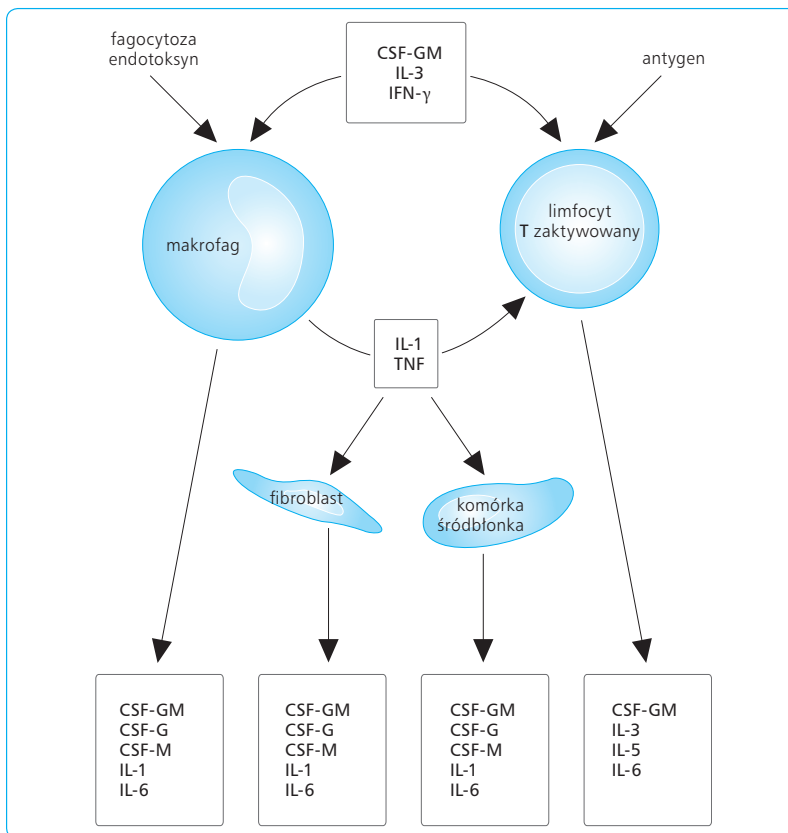 fagocytoza
endotoksyn
CSF-GM
IL-3
IFN-γ
antygen
makrofag
limfocyt
T zaktywowany
IL-1
TNF
fibroblast
komórka
śródbłonka
CSF-GM
CSF-G
CSF-M
IL-1
IL-6
CSF-GM
CSF-G
CSF-M
IL-1
IL-6
CSF-GM
CSF-G
CSF-M
IL-1
IL-6
CSF-GM
IL-3
IL-5
IL-6